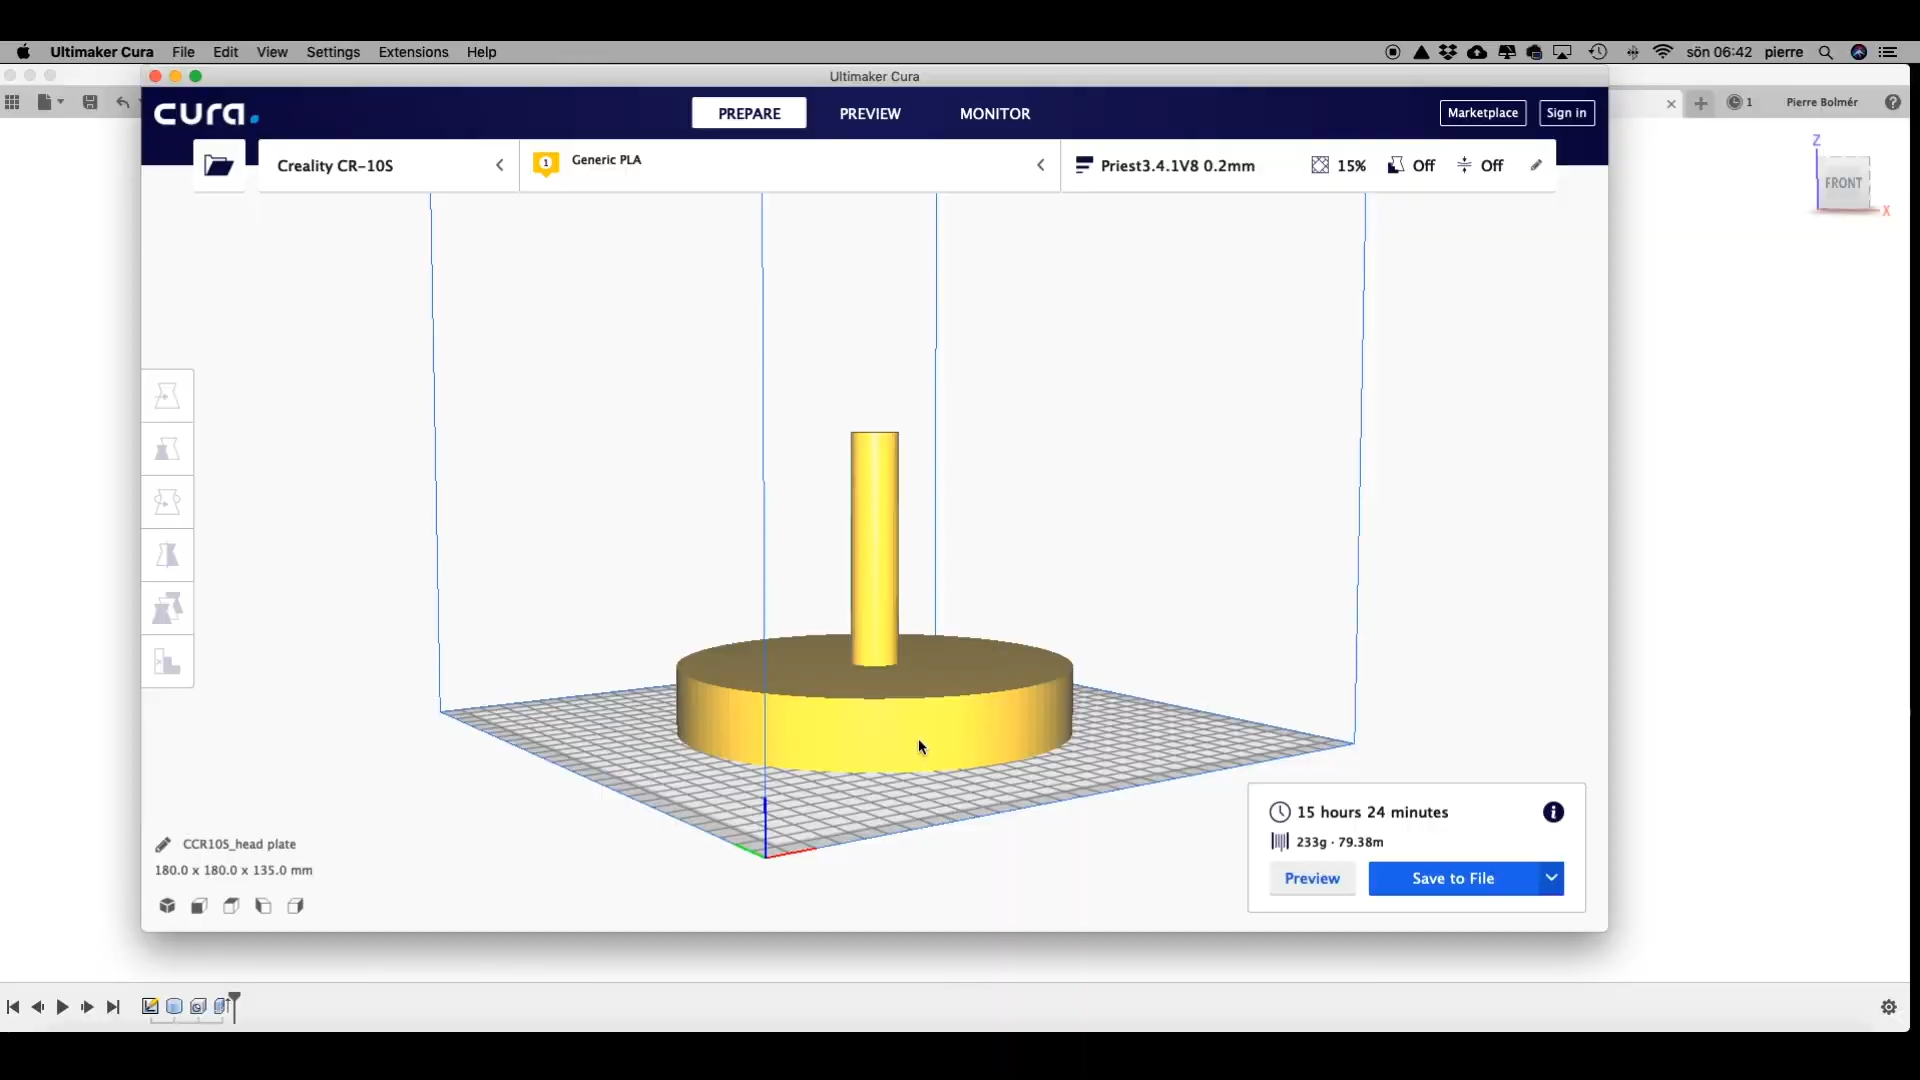 Ultimaker Cura File Edit View Settings Extensions Help sön 06:42 pierre
Ultimaker Cura
1 Pierre Bolmér
cura. PREPARE PREVIEW MONITOR Marketplace Sign in
Creality CR-10S 1 Generic PLA Priest3.4.1V8 0.2mm 15% Off Off
Z
FRONT
X
15 hours 24 minutes
233g · 79.38m
Preview Save to File
CCR10S_head plate
180.0 x 180.0 x 135.0 mm